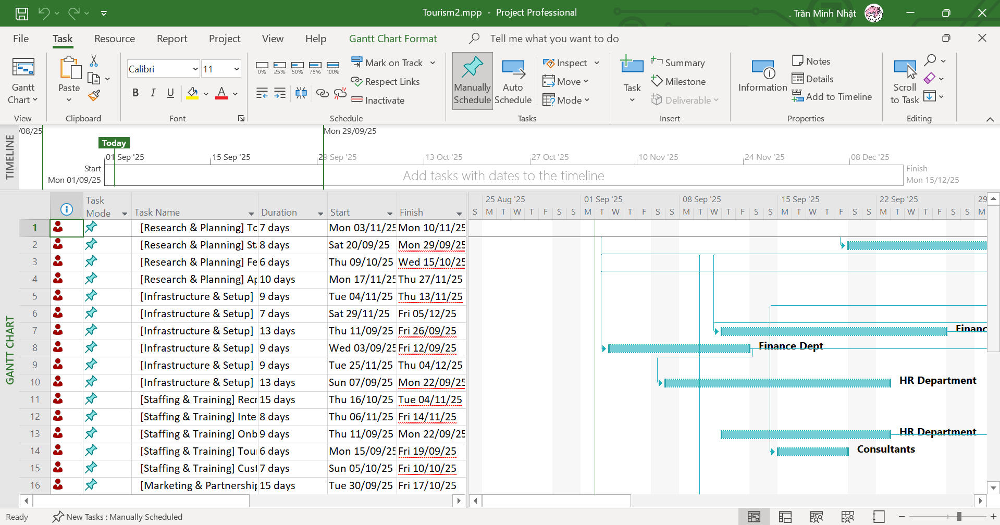 Tourism2.mpp - Project Professional
. Trần Minh Nhật
File Task Resource Report Project View Help Gantt Chart Format Tell me what you want to do
Gantt Chart
View
Paste
Clipboard
Calibri 11
B I U A
Font
0% 25% 50% 75% 100%
Mark on Track
Respect Links
Inactivate
Schedule
Manually Schedule
Auto Schedule
Inspect
Move
Mode
Tasks
Task
Summary
Milestone
Deliverable
Insert
Information
Notes
Details
Add to Timeline
Properties
Scroll to Task
Editing
TIMELINE
/08/25
Mon 29/09/25
Today
01 Sep '25 15 Sep '25 29 Sep '25 13 Oct '25 27 Oct '25 10 Nov '25 24 Nov '25 08 Dec '25
Start
Mon 01/09/25
Add tasks with dates to the timeline
Finish
Mon 15/12/25
GANTT CHART
Task Mode Task Name Duration Start Finish
25 Aug '25 01 Sep '25 08 Sep '25 15 Sep '25 22 Sep '25 29
S M T W T F S S M T W T F S S M T W T F S S M T W T F S S M T W T F S S M
1 [Research & Planning] To 7 days Mon 03/11/25 Mon 10/11/25
2 [Research & Planning] Sta 8 days Sat 20/09/25 Mon 29/09/25
3 [Research & Planning] Fe 6 days Thu 09/10/25 Wed 15/10/25
4 [Research & Planning] Ap 10 days Mon 17/11/25 Thu 27/11/25
5 [Infrastructure & Setup] 9 days Tue 04/11/25 Thu 13/11/25
6 [Infrastructure & Setup] 7 days Sat 29/11/25 Fri 05/12/25
7 [Infrastructure & Setup] 13 days Thu 11/09/25 Fri 26/09/25 Financ
8 [Infrastructure & Setup] 9 days Wed 03/09/25 Fri 12/09/25 Finance Dept
9 [Infrastructure & Setup] 9 days Tue 25/11/25 Thu 04/12/25
10 [Infrastructure & Setup] 13 days Sun 07/09/25 Mon 22/09/25 HR Department
11 [Staffing & Training] Recr 15 days Thu 16/10/25 Tue 04/11/25
12 [Staffing & Training] Inte 8 days Thu 06/11/25 Fri 14/11/25
13 [Staffing & Training] Onb 9 days Thu 11/09/25 Mon 22/09/25 HR Department
14 [Staffing & Training] Tou 6 days Mon 15/09/25 Fri 19/09/25 Consultants
15 [Staffing & Training] Cust 7 days Sun 05/10/25 Fri 10/10/25
16 [Marketing & Partnership 15 days Tue 30/09/25 Fri 17/10/25
Ready New Tasks : Manually Scheduled